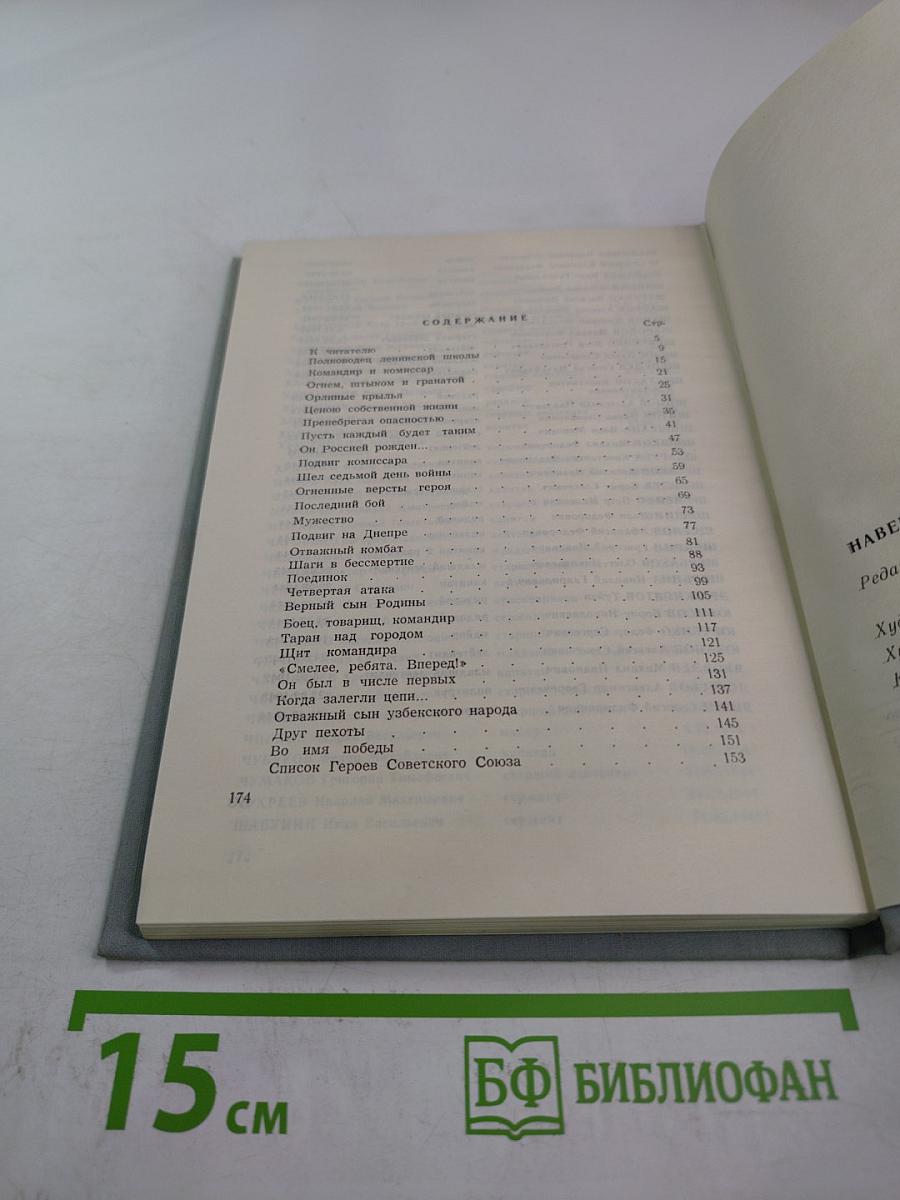 СОДЕРЖАНИЕ
Стр.
К читателю 5
Полководец ленинской школы 9
Командир и комиссар 15
Огнем, штыком и гранатой 21
Орлиные крылья 25
Ценою собственной жизни 31
Пренебрегая опасностью 35
Пусть каждый будет таким 41
Он Россией рожден... 47
Подвиг комиссара 53
Шел седьмой день войны 59
Огненные версты героя 65
Последний бой 69
Мужество 73
Подвиг на Днепре 77
Отважный комбат 81
Шаги в бессмертие 88
Поединок 93
Четвертая атака 99
Верный сын Родины 105
Боец, товарищ, командир 111
Таран над городом 117
Щит командира 121
«Смелее, ребята. Вперед!» 125
Он был в числе первых 131
Когда залегли цепи... 137
Отважный сын узбекского народа 141
Друг пехоты 145
Во имя победы 151
Список Героев Советского Союза 153
174
НАВЕ
Реда
Худ
15 см
БФ БИБЛИОФАН